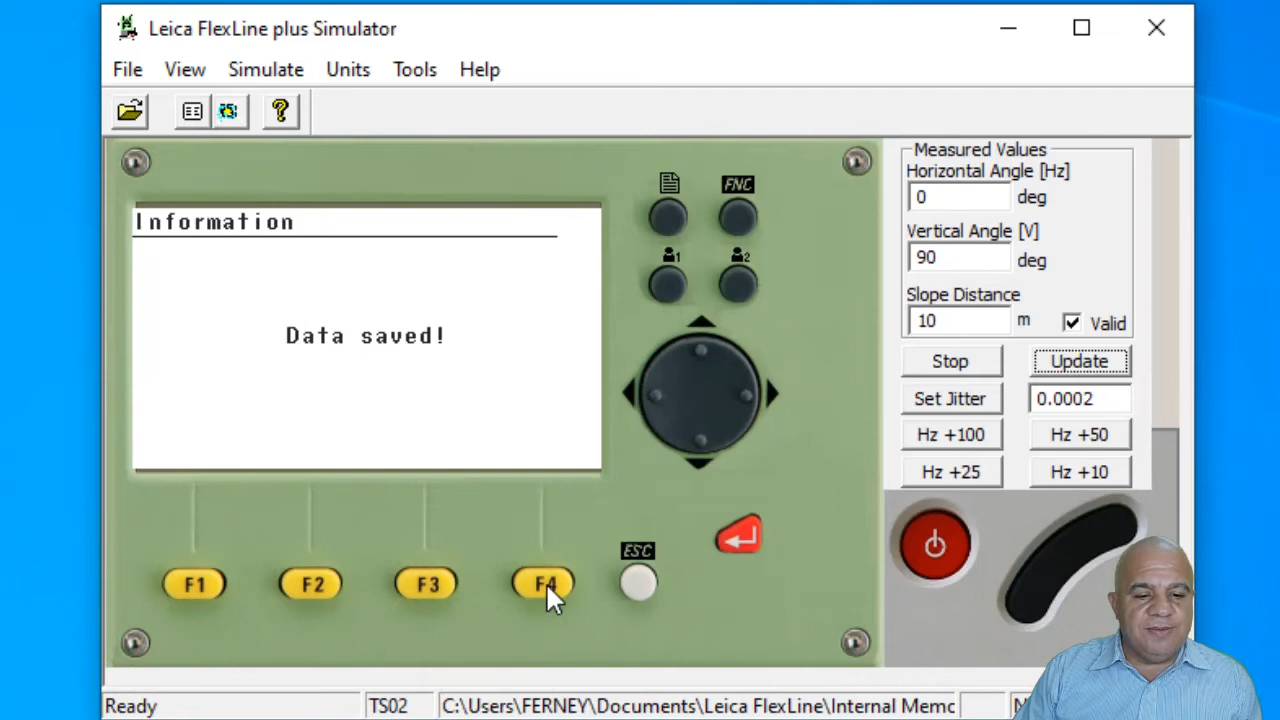 Leica FlexLine plus Simulator
File View Simulate Units Tools Help
Information
Data saved!
FNC
1
2
F1
F2
F3
F4
ESC
Measured Values
Horizontal Angle [Hz]
0 deg
Vertical Angle [V]
90 deg
Slope Distance
10 m Valid
Stop Update
Set Jitter 0.0002
Hz +100 Hz +50
Hz +25 Hz +10
Ready TS02 C:\Users\FERNEY\Documents\Leica FlexLine\Internal Memc